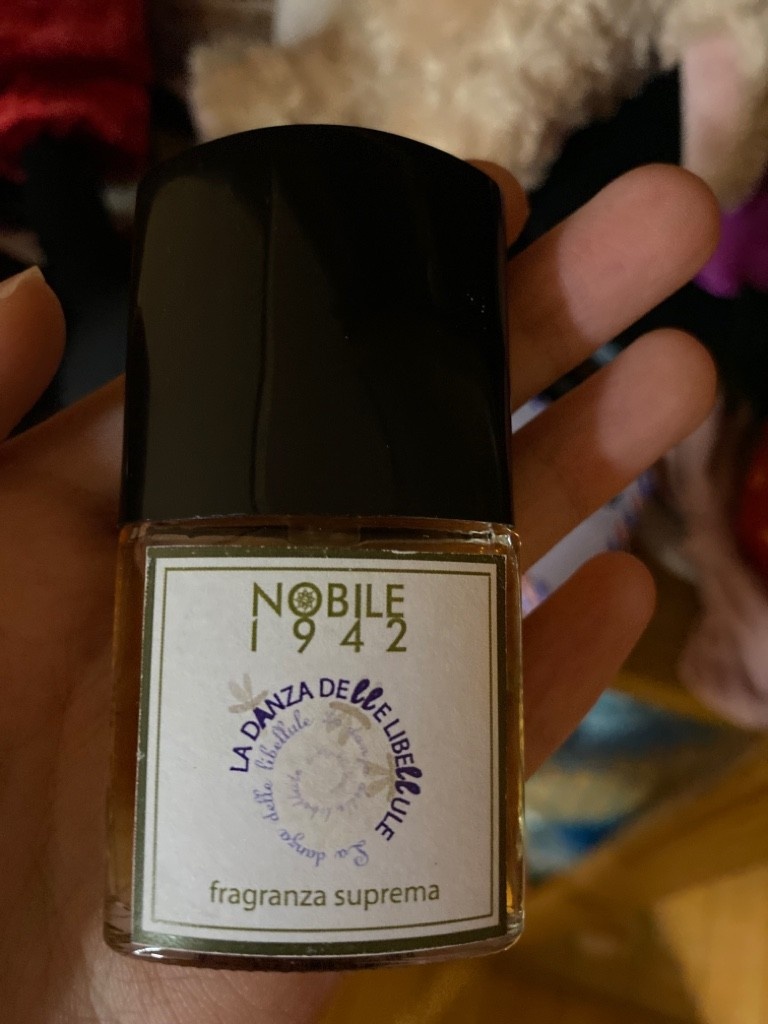 NOBILE
1942
LA DANZA DELLE LIBELLULE
La danza delle libellule
fragranza suprema